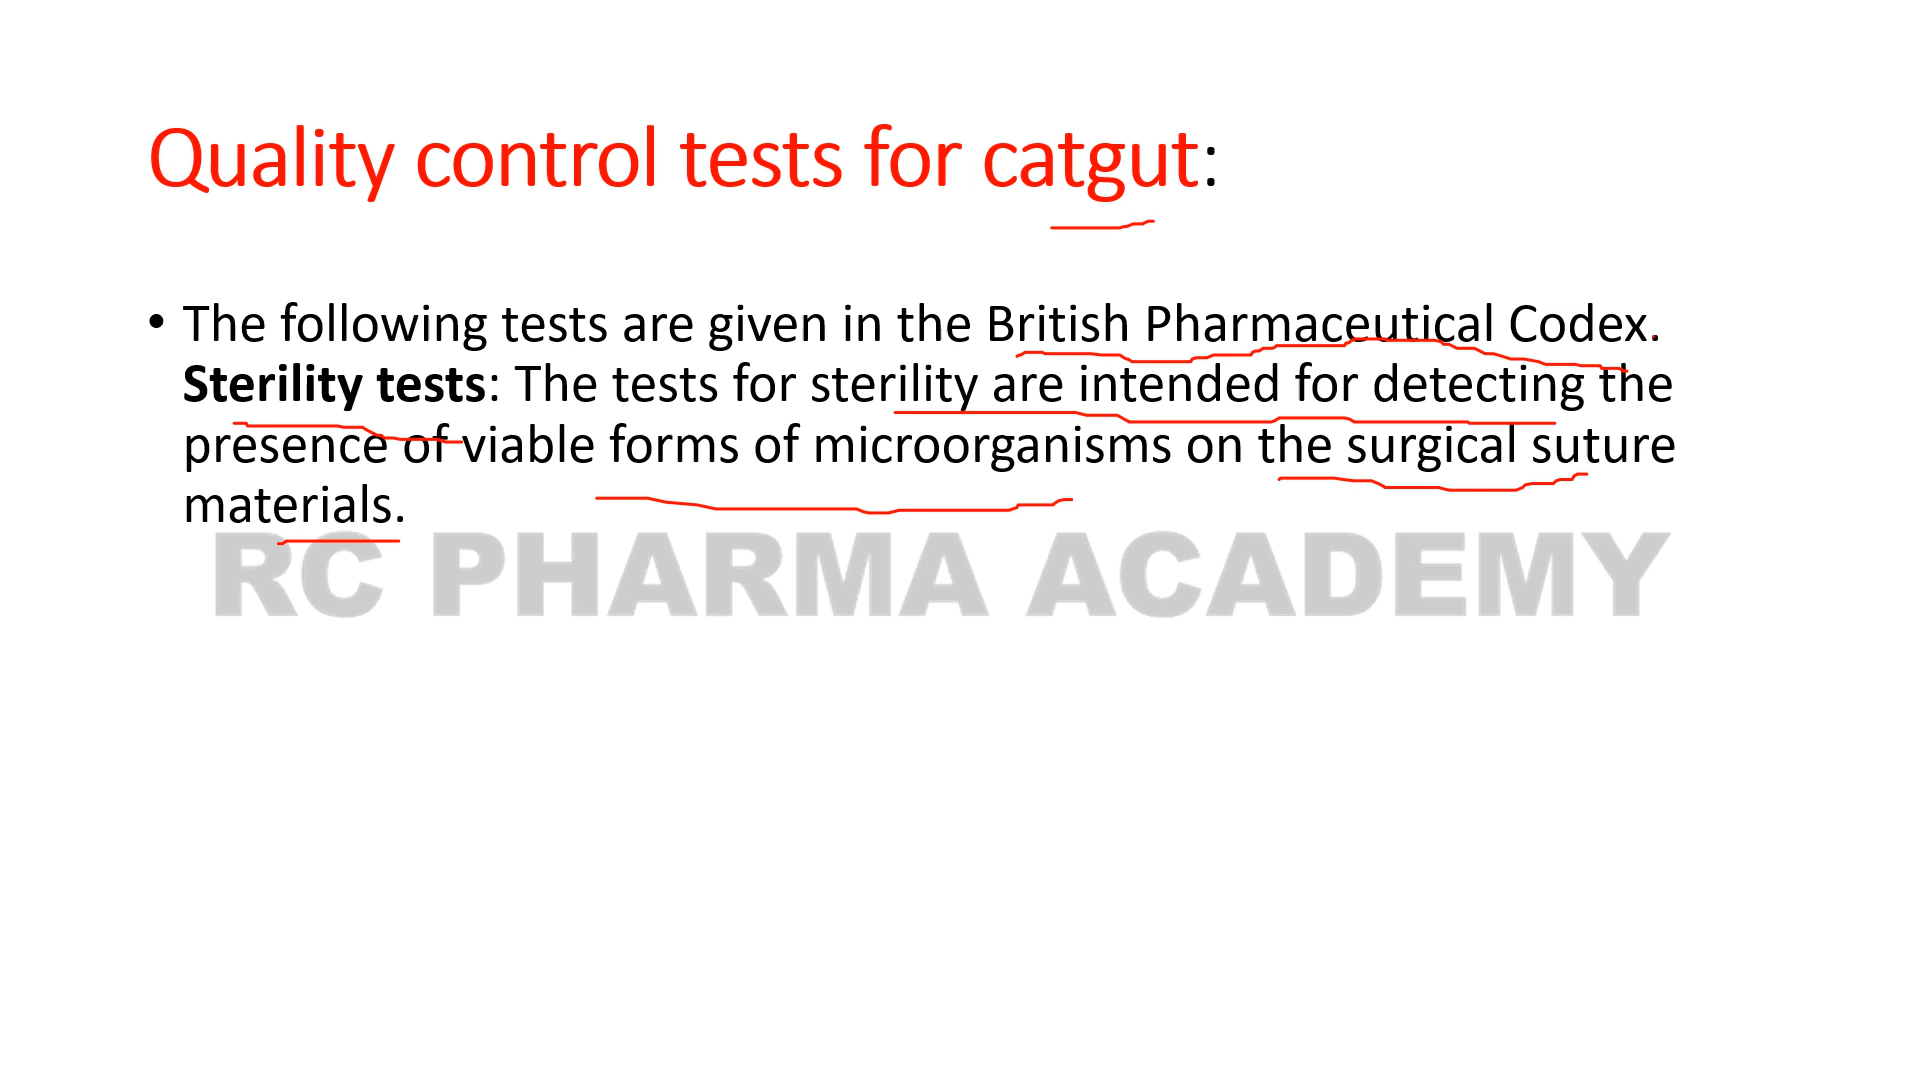 Quality control tests for catgut:
• The following tests are given in the British Pharmaceutical Codex.
Sterility tests: The tests for sterility are intended for detecting the
presence of viable forms of microorganisms on the surgical suture
materials.
RC PHARMA ACADEMY